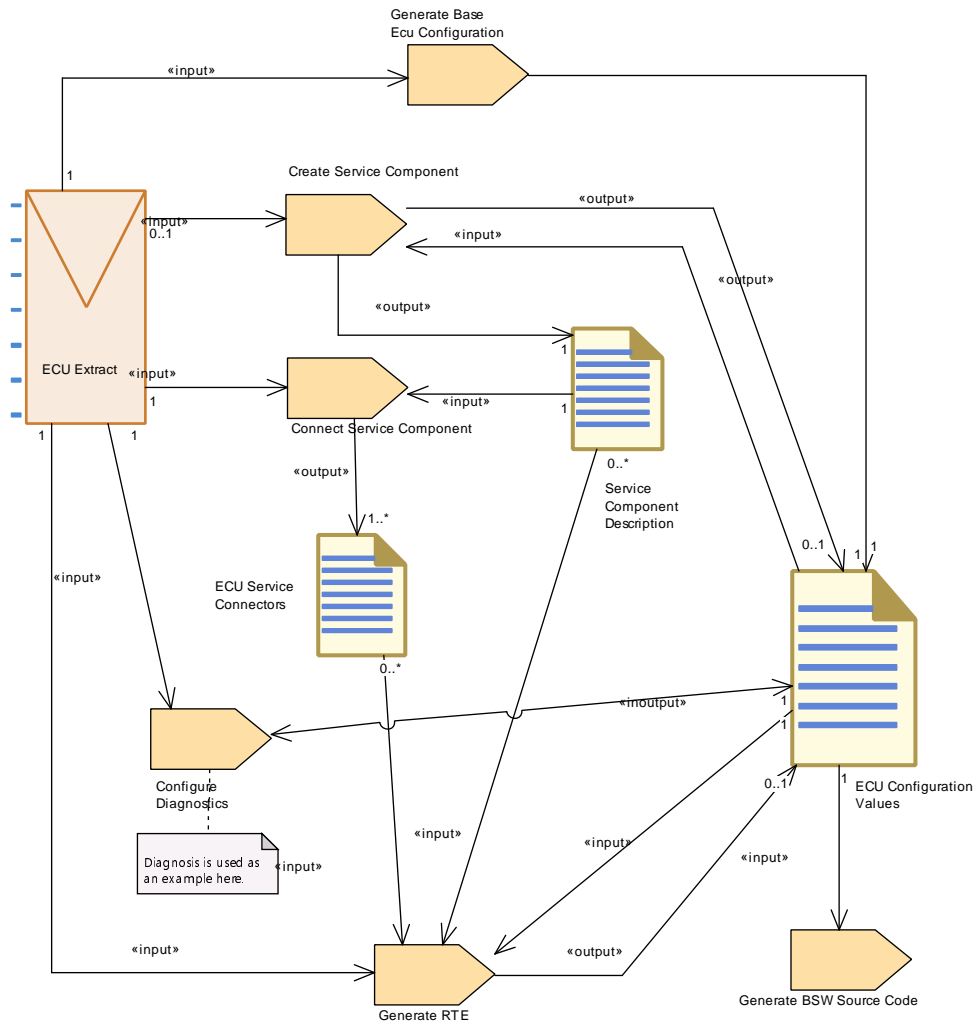 Generate Base
Ecu Configuration
«input»
1
Create Service Component
«output»
«input»
0..1
«input»
«output»
«output»
1
ECU Extract
«input»
1
«input»
1
Connect Service Component
1
1
«output»
0..*
Service
Component
Description
1..*
0..1
1
1
«input»
ECU Service
Connectors
0..*
«inoutput»
1
1
Configure
Diagnostics
0..1
1
ECU Configuration
Values
«input»
«input»
«input»
Diagnosis is used as
an example here.
«input»
«input»
«output»
Generate RTE
Generate BSW Source Code